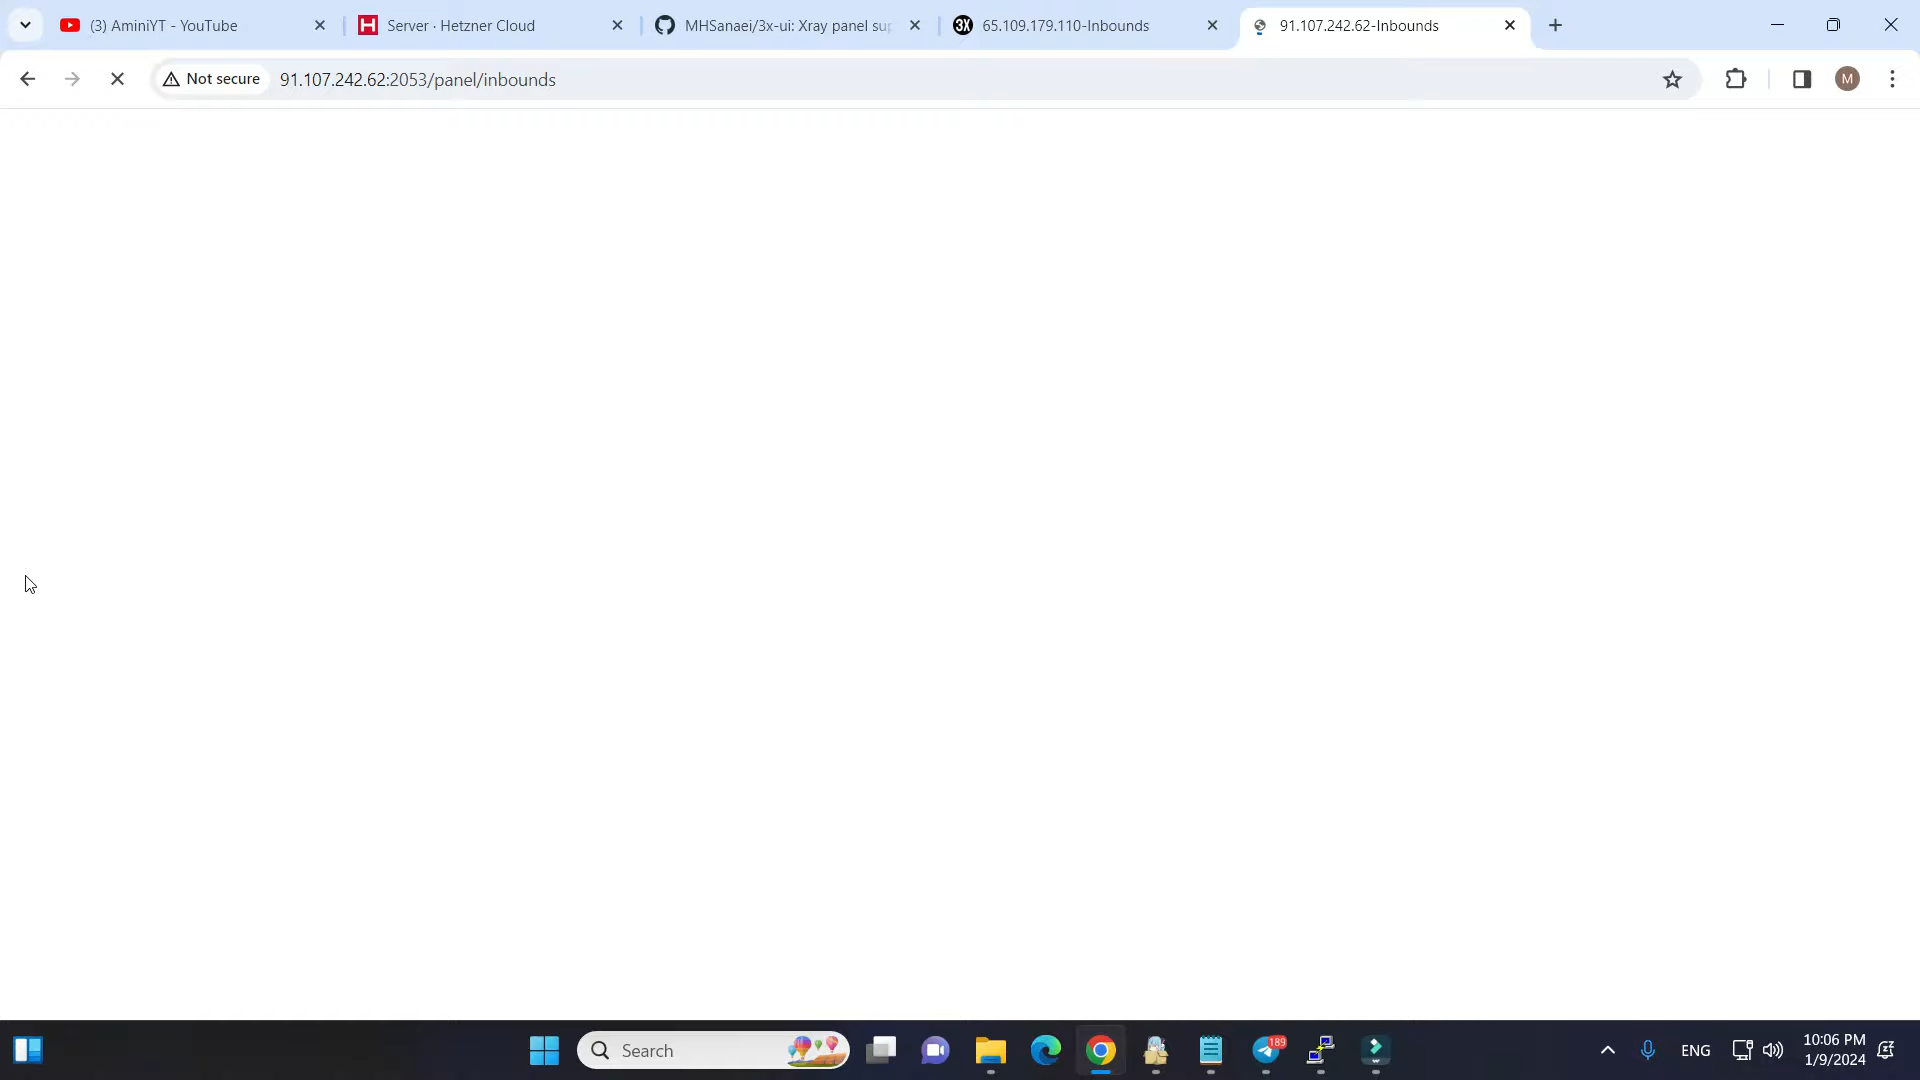 (3) AminiYT - YouTube
Server · Hetzner Cloud
MHSanaei/3x-ui: Xray panel sup
3X
65.109.179.110-Inbounds
91.107.242.62-Inbounds
Not secure
91.107.242.62:2053/panel/inbounds
M
Search
189
ENG
10:06 PM
1/9/2024